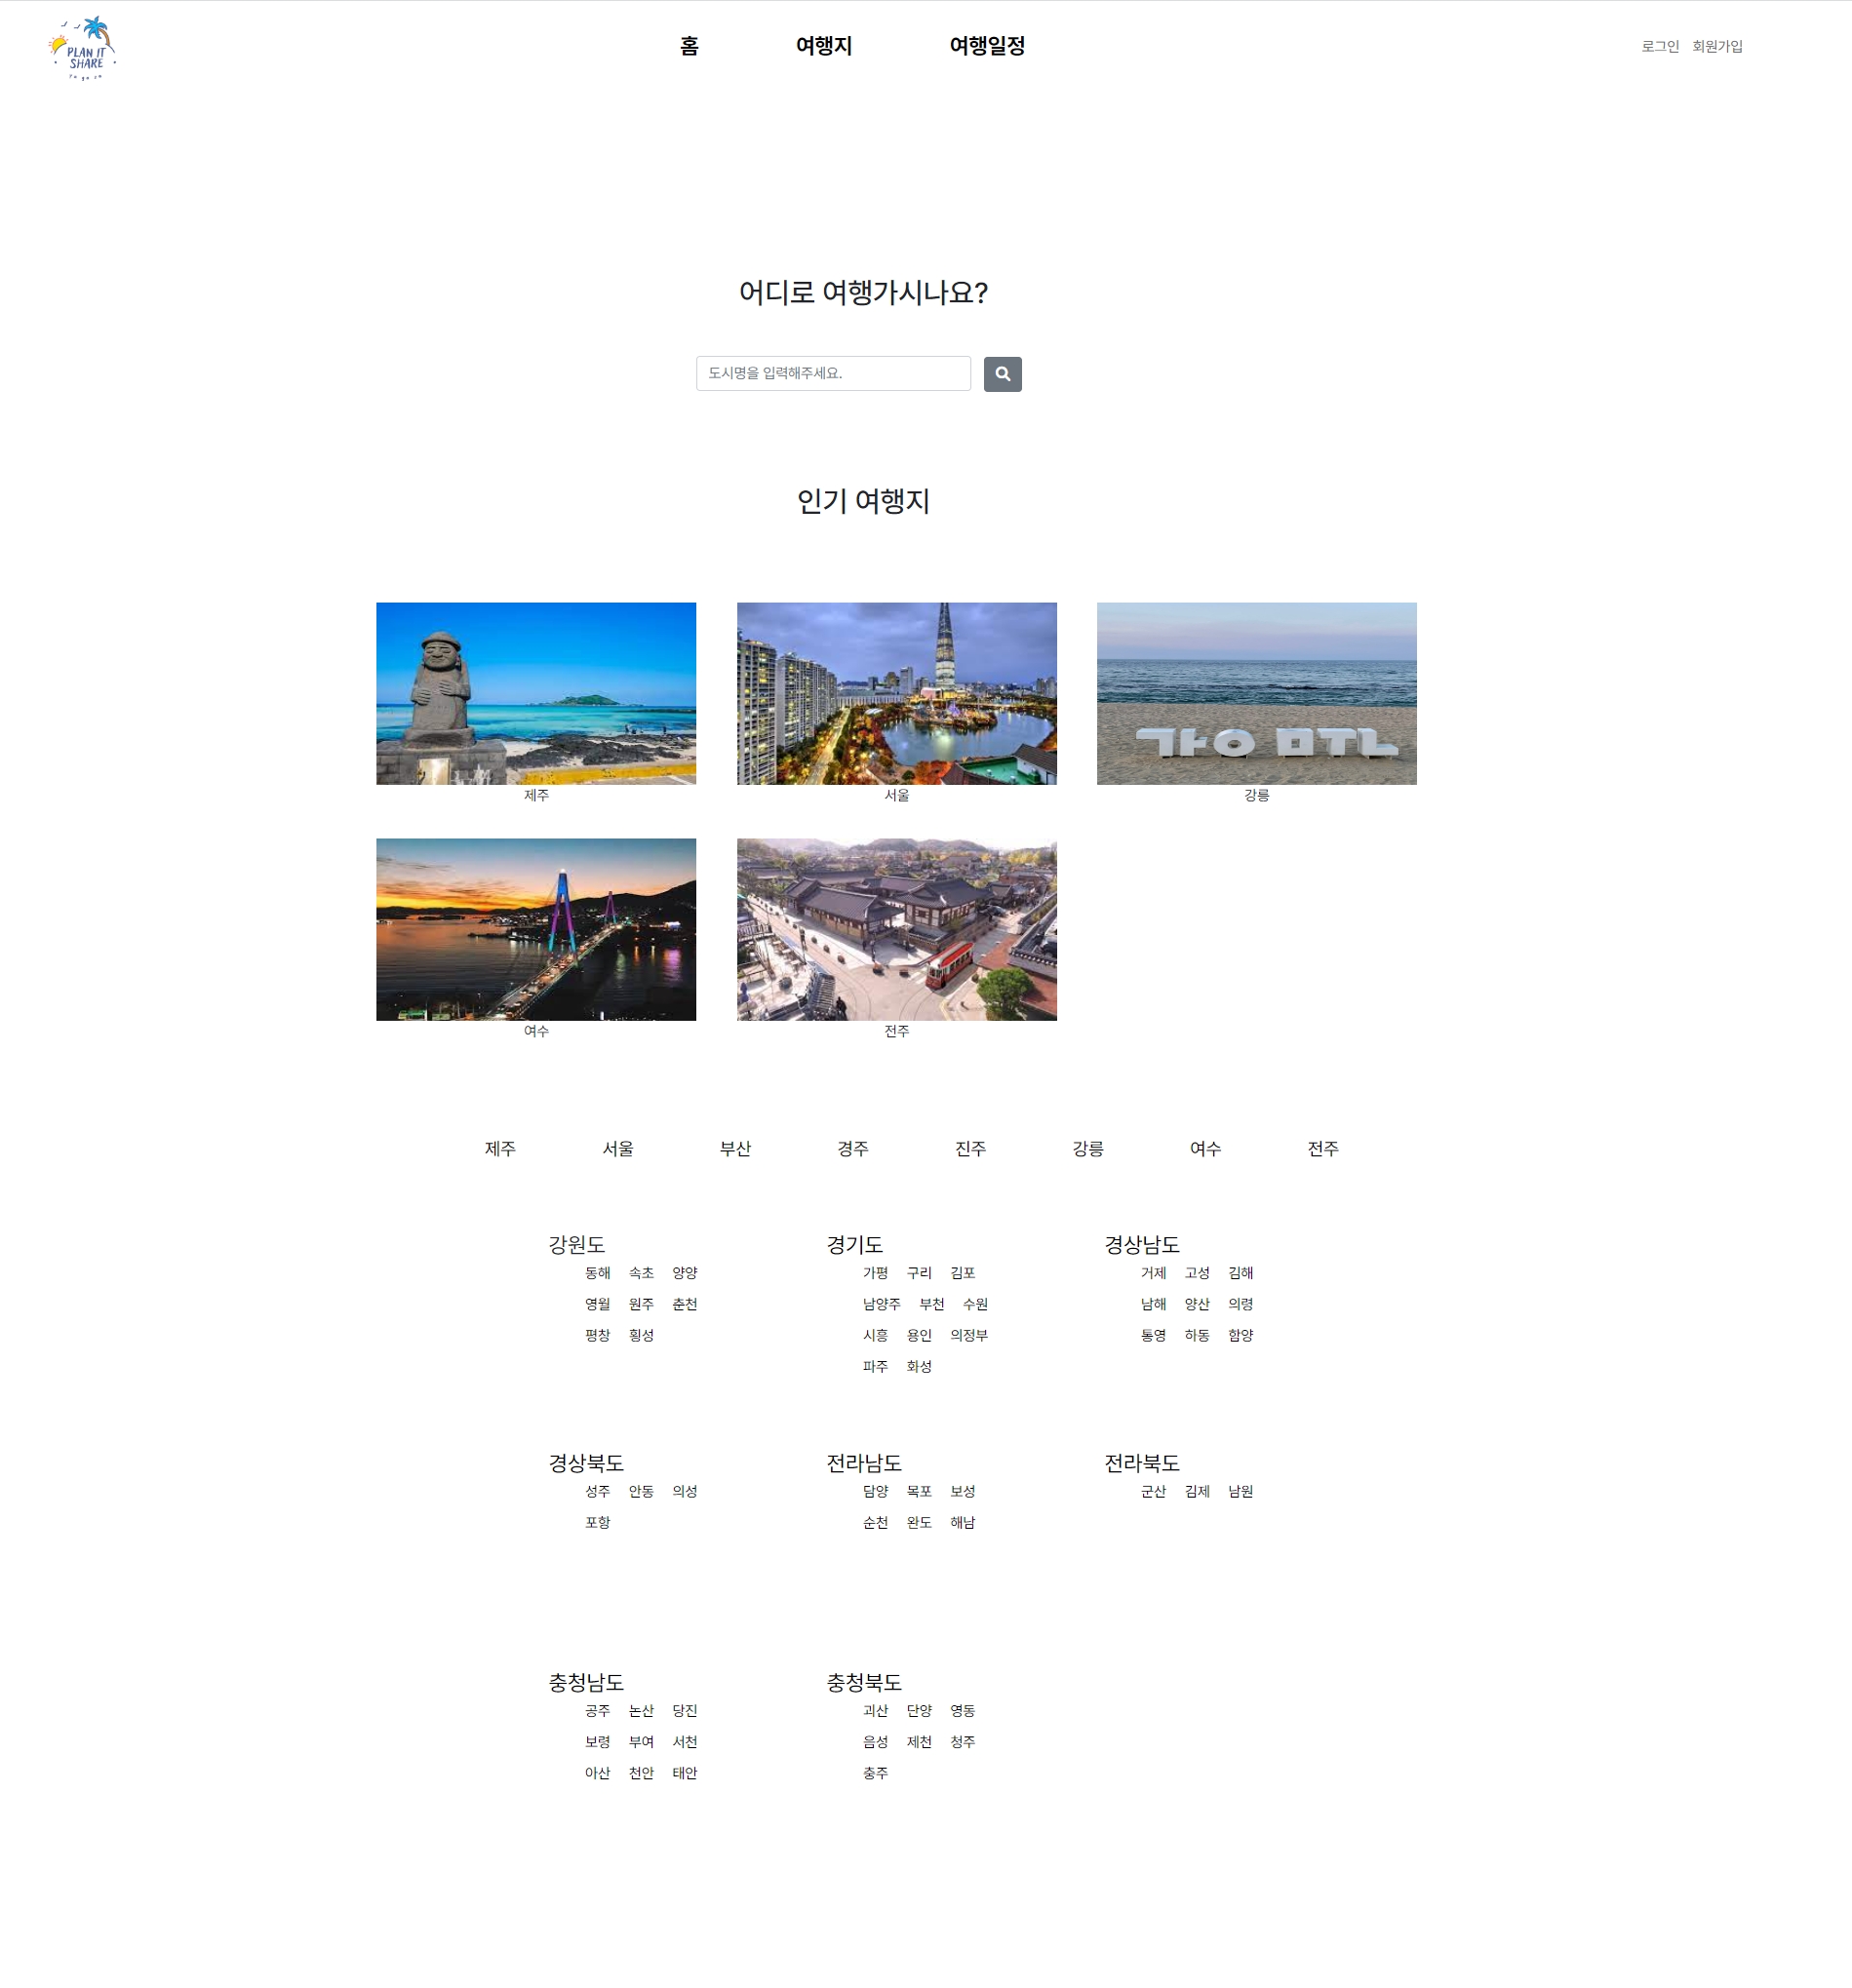 PLAN IT
SHARE
홈 여행지 여행일정
로그인 회원가입
어디로 여행가시나요?
도시명을 입력해주세요.
인기 여행지
강문
제주 서울 강릉
여수 전주
제주 서울 부산 경주 진주 강릉 여수 전주
강원도
동해 속초 양양
영월 원주 춘천
평창 횡성
경기도
가평 구리 김포
남양주 부천 수원
시흥 용인 의정부
파주 화성
경상남도
거제 고성 김해
남해 양산 의령
통영 하동 함양
경상북도
성주 안동 의성
포항
전라남도
담양 목포 보성
순천 완도 해남
전라북도
군산 김제 남원
충청남도
공주 논산 당진
보령 부여 서천
아산 천안 태안
충청북도
괴산 단양 영동
음성 제천 청주
충주